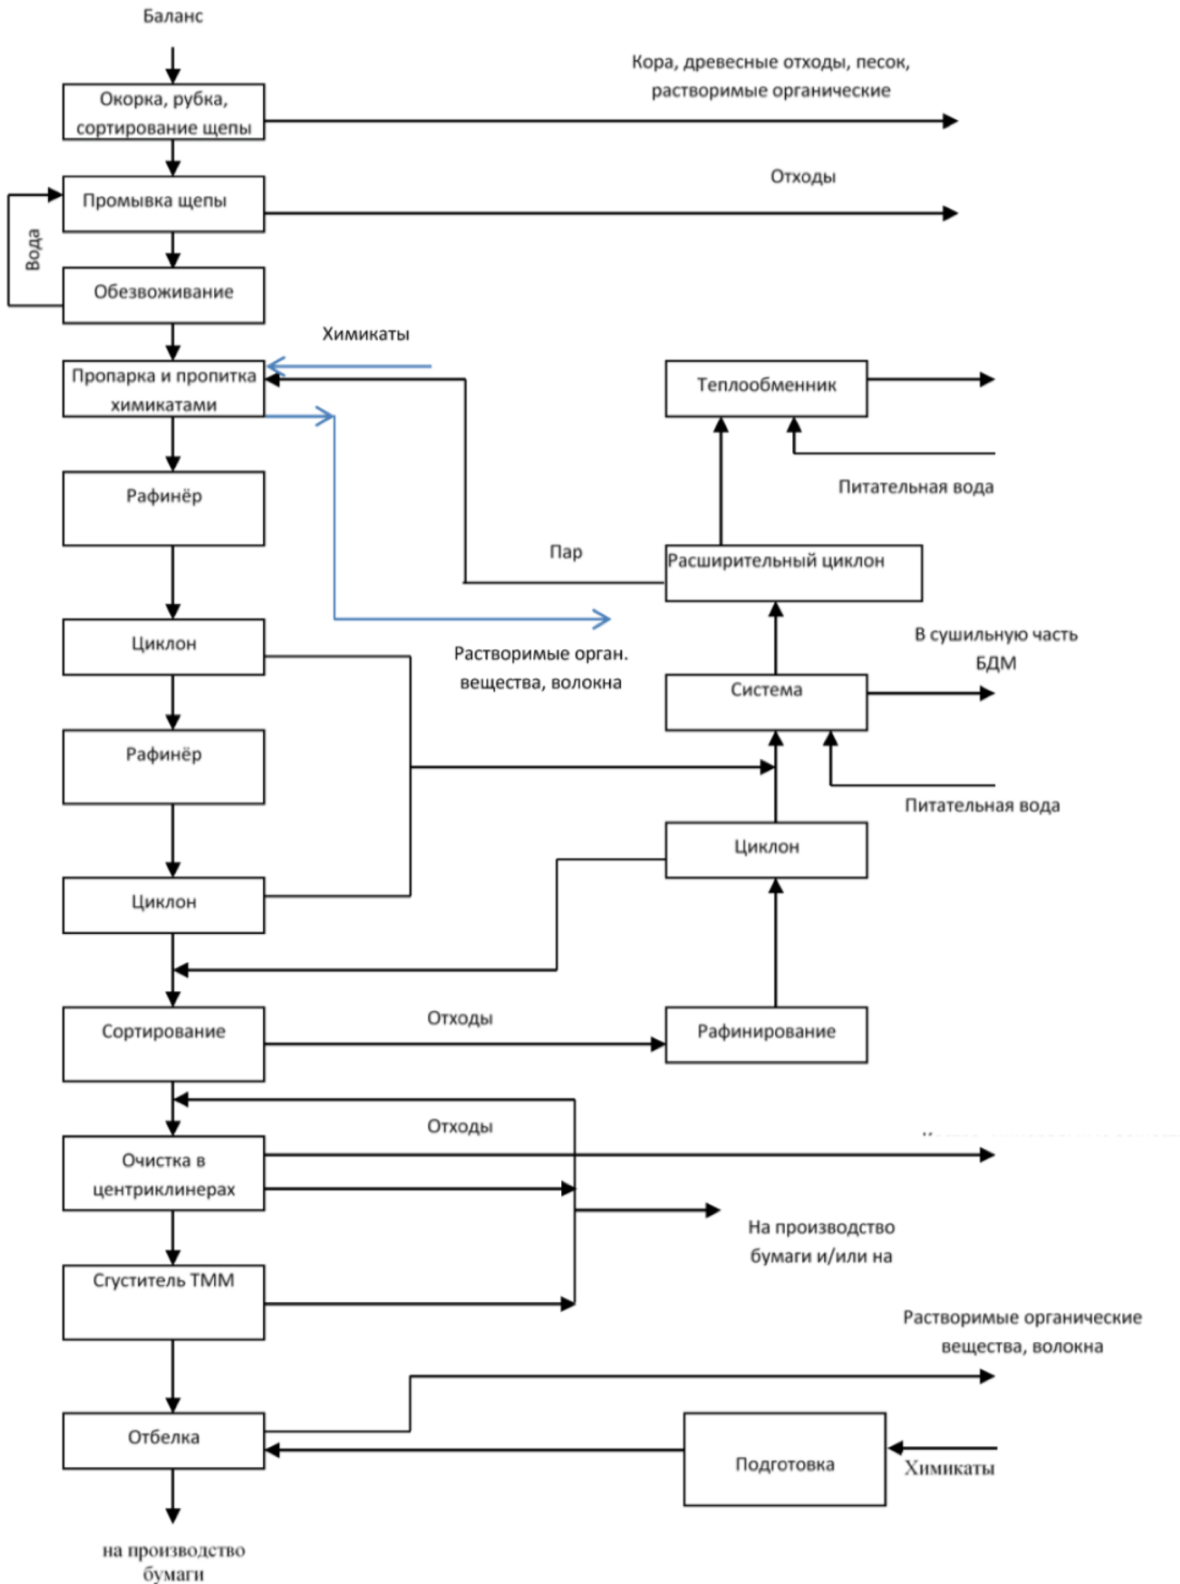 Баланс
Кора, древесные отходы, песок,
растворимые органические
Окорка, рубка,
сортирование щепы
Отходы
Промывка щепы
Вода
Обезвоживание
Химикаты
Пропарка и пропитка
химикатами
Теплообменник
Питательная вода
Рафинёр
Пар
Расширительный циклон
В сушильную часть
БДМ
Циклон
Растворимые орган.
вещества, волокна
Система
Рафинёр
Питательная вода
Циклон
Циклон
Сортирование
Отходы
Рафинирование
Отходы
Очистка в
центриклинерах
На производство
бумаги и/или на
Сгуститель ТММ
Растворимые органические
вещества, волокна
Отбелка
Подготовка
Химикаты
на производство
бумаги